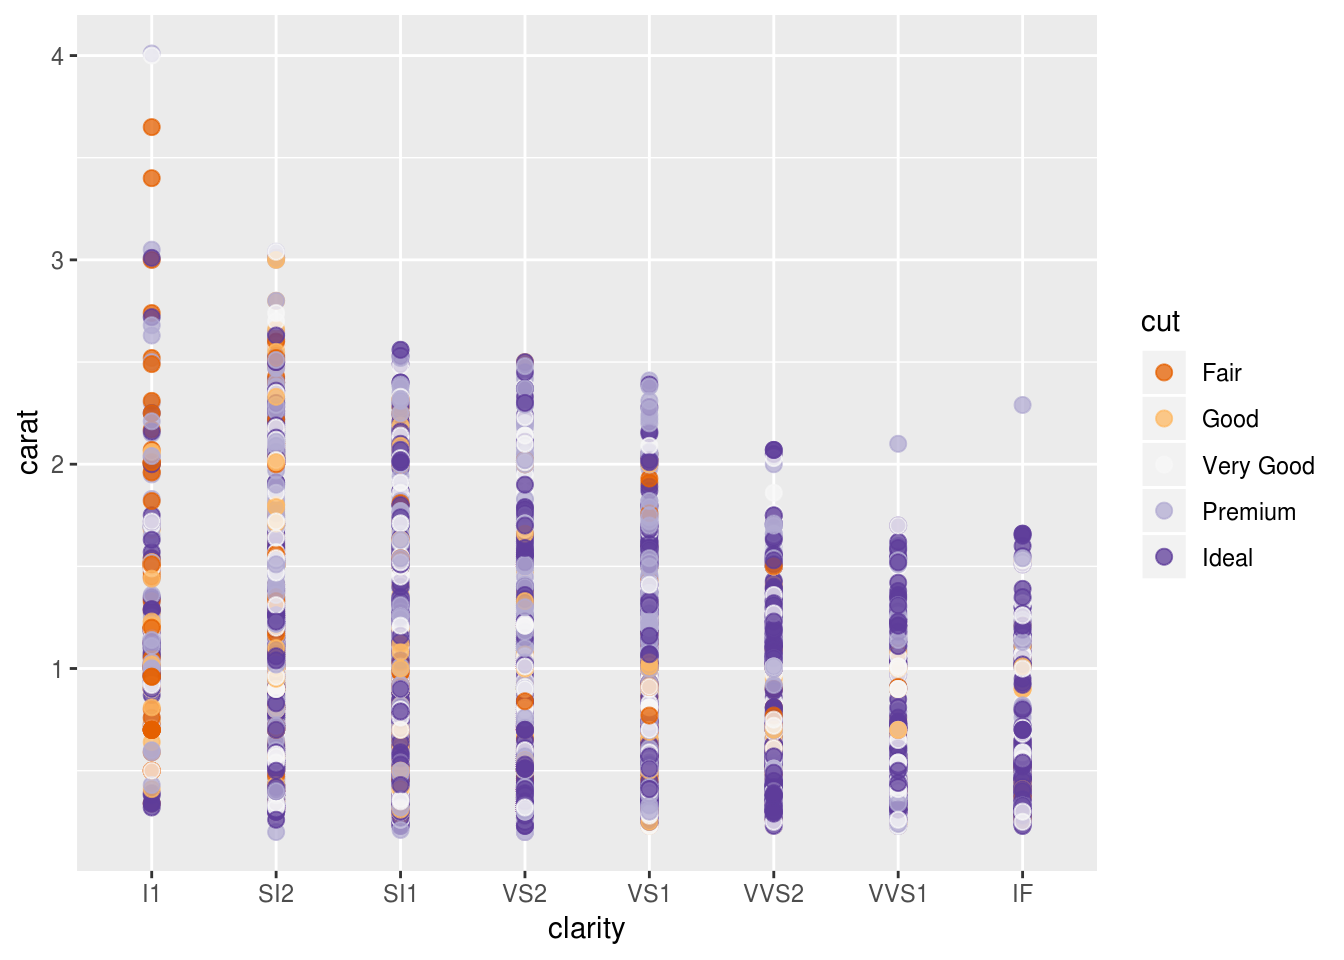 4
3
2
1
carat
I1 SI2 SI1 VS2 VS1 VVS2 VVS1 IF
clarity
cut
Fair
Good
Very Good
Premium
Ideal